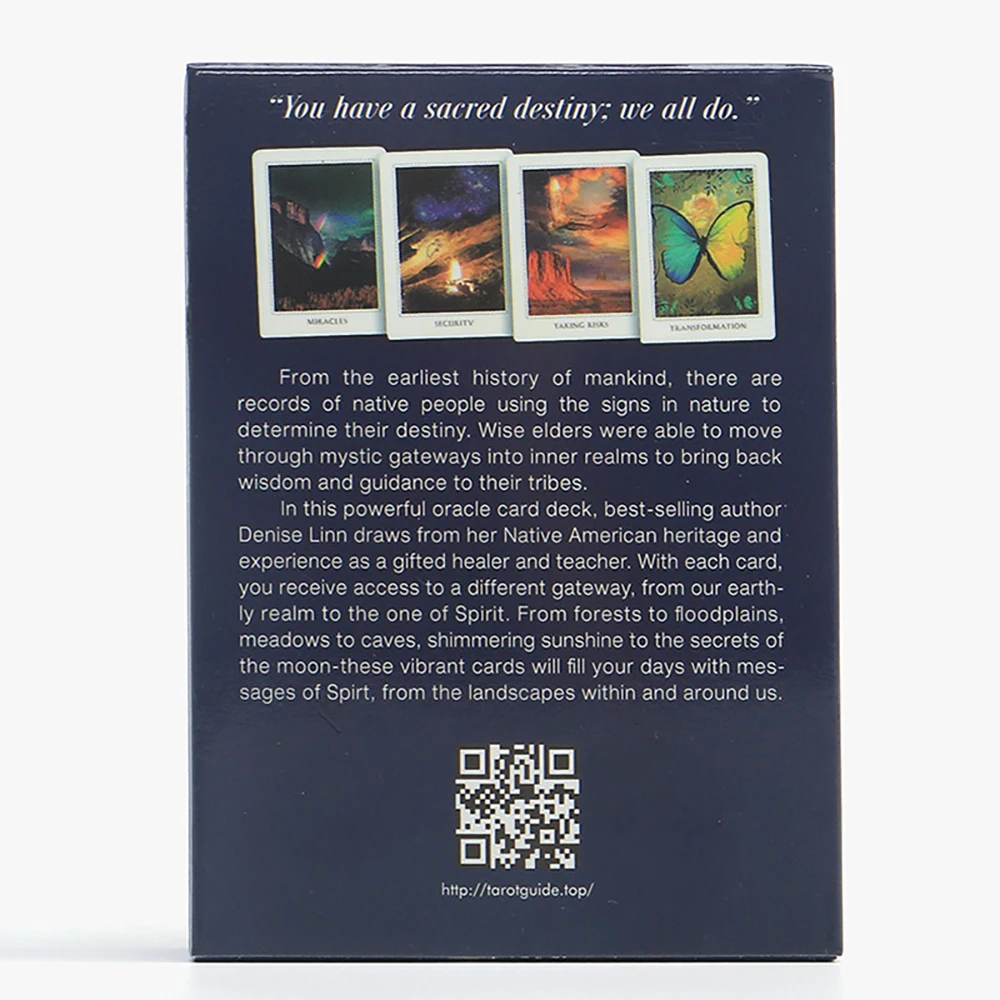 “You have a sacred destiny; we all do.”
MIRACLES
SECURITY
TAKING RISKS
TRANSFORMATION
From the earliest history of mankind, there are
records of native people using the signs in nature to
determine their destiny. Wise elders were able to move
through mystic gateways into inner realms to bring back
wisdom and guidance to their tribes.
In this powerful oracle card deck, best-selling author
Denise Linn draws from her Native American heritage and
experience as a gifted healer and teacher. With each card,
you receive access to a different gateway, from our earth-
ly realm to the one of Spirit. From forests to floodplains,
meadows to caves, shimmering sunshine to the secrets of
the moon-these vibrant cards will fill your days with mes-
sages of Spirt, from the landscapes within and around us.
http://tarotguide.top/